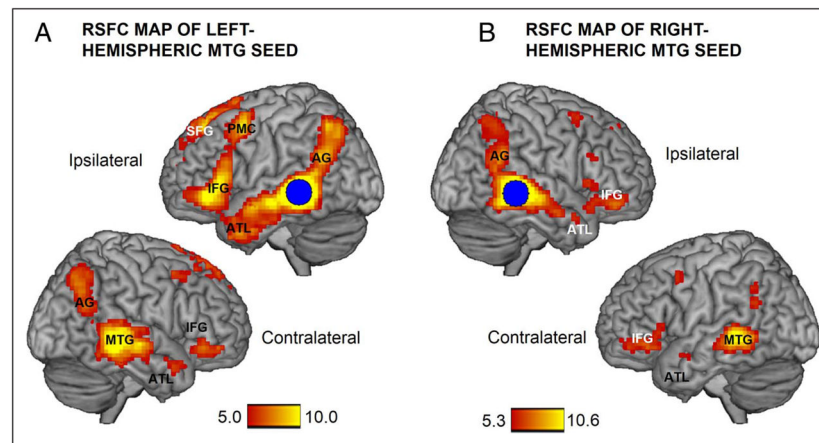 A
RSFC MAP OF LEFT-
HEMISPHERIC MTG SEED
Ipsilateral
SFG
PMC
AG
IFG
ATL
AG
MTG
IFG
ATL
Contralateral
5.0
10.0
B
RSFC MAP OF RIGHT-
HEMISPHERIC MTG SEED
Ipsilateral
AG
IFG
ATL
Contralateral
IFG
MTG
ATL
5.3
10.6